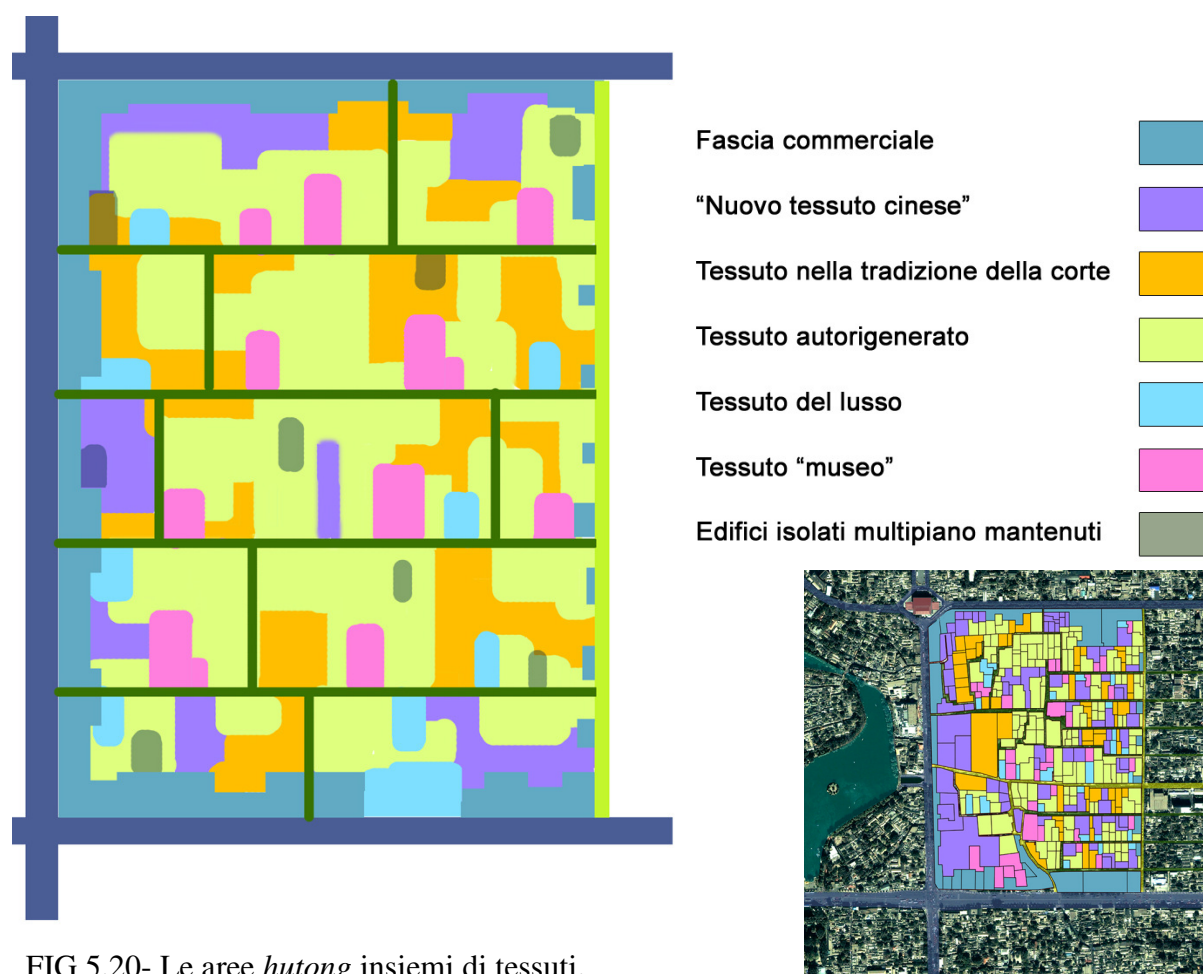 Fascia commerciale
“Nuovo tessuto cinese”
Tessuto nella tradizione della corte
Tessuto autorigenerato
Tessuto del lusso
Tessuto “museo”
Edifici isolati multipiano mantenuti
FIG 5.20- Le aree hutong insiemi di tessuti.